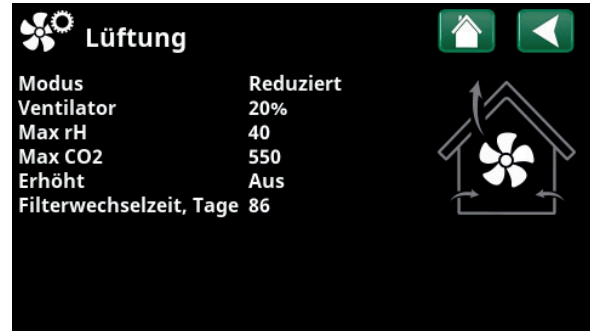 Lüftung
Modus Reduziert
Ventilator 20%
Max rH 40
Max CO2 550
Erhöht Aus
Filterwechselzeit, Tage 86